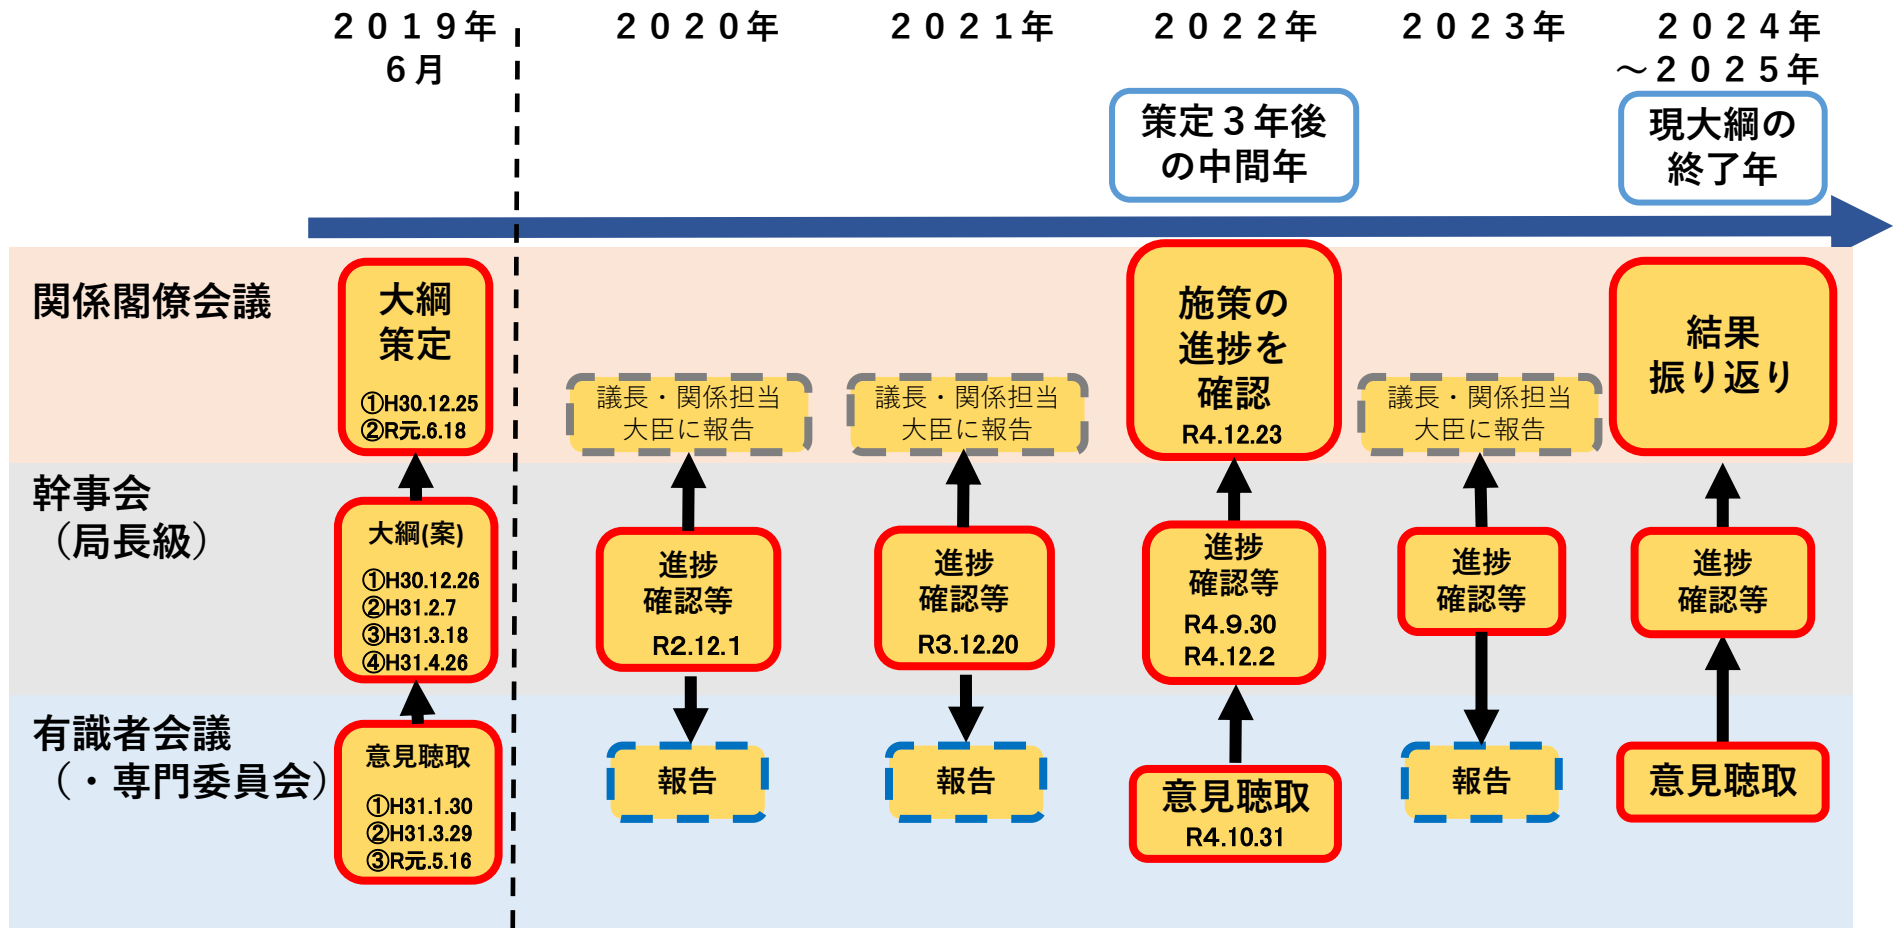 ２０１９年
６月
２０２０年
２０２１年
２０２２年
２０２３年
２０２４年
～２０２５年
策定３年後
の中間年
現大綱の
終了年
関係閣僚会議
大綱
策定
①H30.12.25
②R元.6.18
議長・関係担当
大臣に報告
議長・関係担当
大臣に報告
施策の
進捗を
確認
R4.12.23
議長・関係担当
大臣に報告
結果
振り返り
幹事会
（局長級）
大綱(案)
①H30.12.26
②H31.2.7
③H31.3.18
④H31.4.26
進捗
確認等
R2.12.1
進捗
確認等
R3.12.20
進捗
確認等
R4.9.30
R4.12.2
進捗
確認等
進捗
確認等
有識者会議
（・専門委員会）
意見聴取
①H31.1.30
②H31.3.29
③R元.5.16
報告
報告
意見聴取
R4.10.31
報告
意見聴取